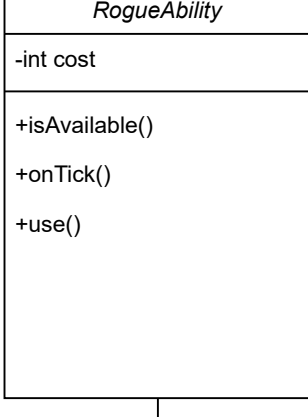 RogueAbility
-int cost
+isAvailable()
+onTick()
+use()